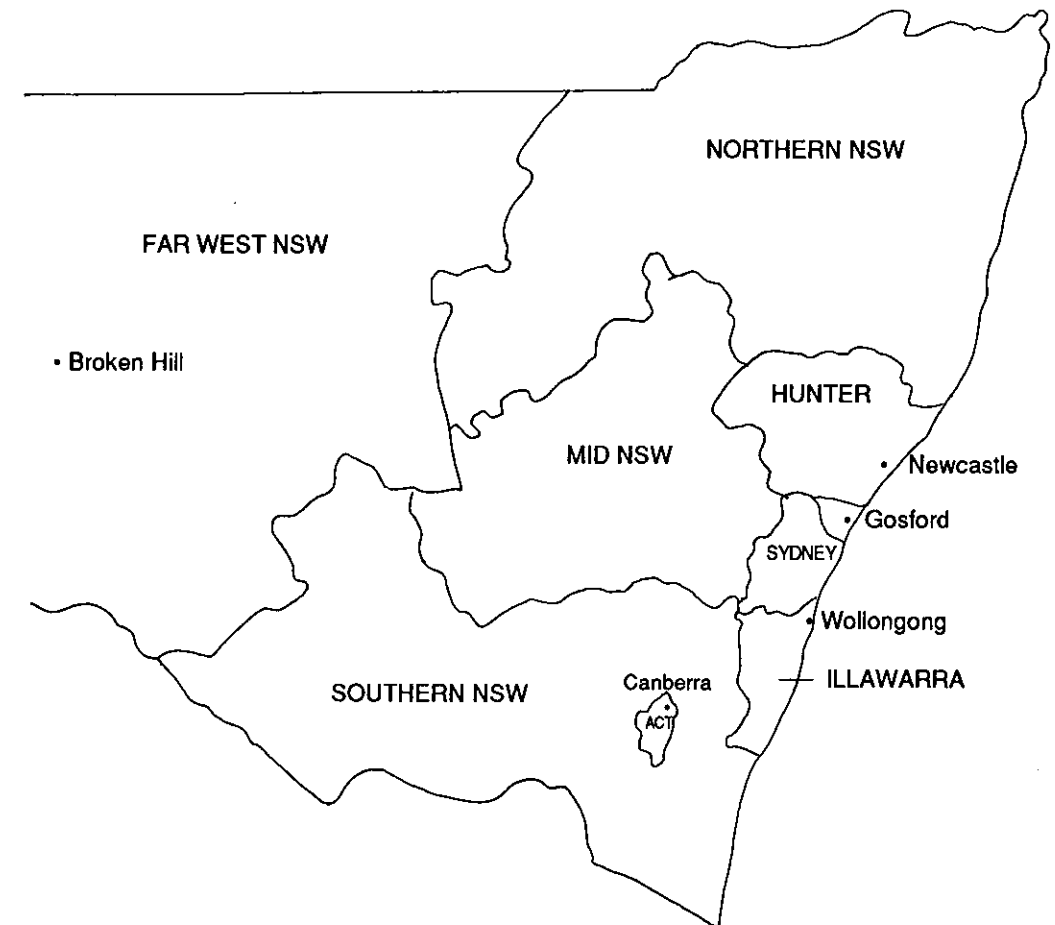 NORTHERN NSW
FAR WEST NSW
• Broken Hill
HUNTER
MID NSW
• Newcastle
• Gosford
SYDNEY
• Wollongong
Canberra
ILLAWARRA
SOUTHERN NSW
ACT